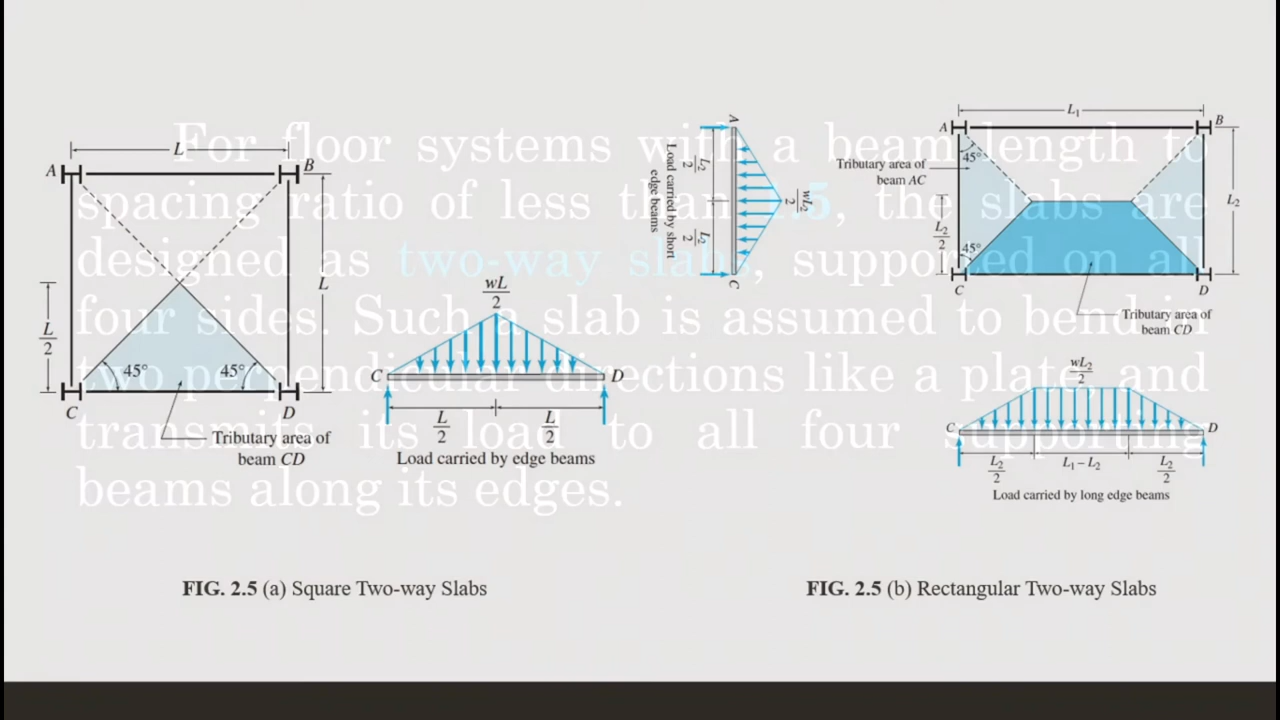 For floor systems with a beam length to
spacing ratio of less than .5, the slabs are
designed as two-way slabs, supported on all
four sides. Such a slab is assumed to bend in
two perpendicular directions like a plate, and
transmits its load to all four supporting
beams along its edges.
L
A
B
L
L/2
45°
45°
C
D
Tributary area of
beam CD
wL/2
C
D
L/2
L/2
Load carried by edge beams
FIG. 2.5 (a) Square Two-way Slabs
A
L₂/2
L₂/2
C
wL₂/2
Load carried by short
edge beams
L₁
A
B
45°
Tributary area of
beam AC
L₂
L₂/2
45°
C
D
Tributary area of
beam CD
wL₂/2
C
D
L₂/2
L₁ – L₂
L₂/2
Load carried by long edge beams
FIG. 2.5 (b) Rectangular Two-way Slabs